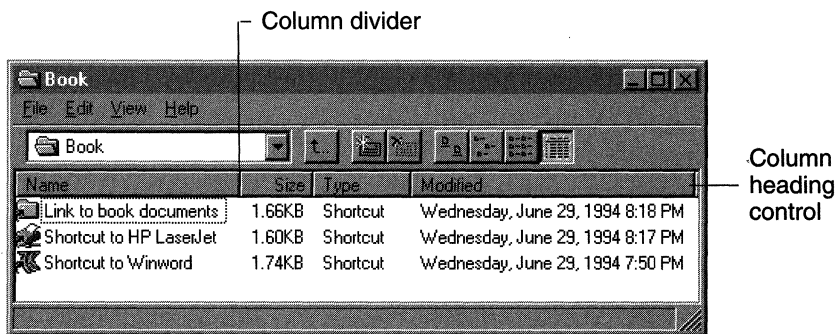 Column divider
Book
File Edit View Help
Book
Name Size Type Modified
Link to book documents 1.66KB Shortcut Wednesday, June 29, 1994 8:18 PM
Shortcut to HP LaserJet 1.60KB Shortcut Wednesday, June 29, 1994 8:17 PM
Shortcut to Winword 1.74KB Shortcut Wednesday, June 29, 1994 7:50 PM
Column
heading
control